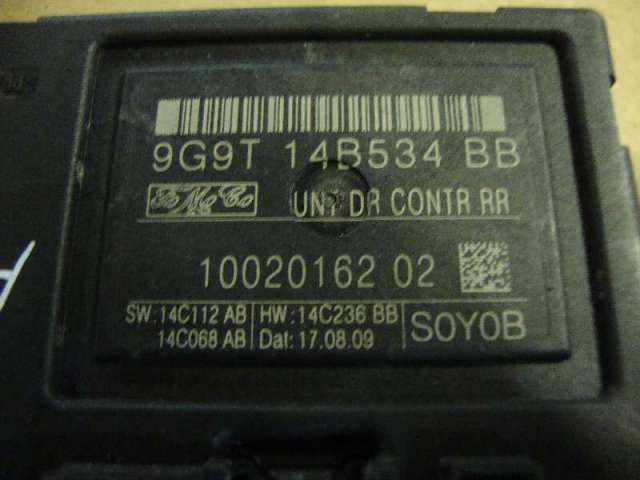 9G9T 14B534 BB
FoMoCo UNT DR CONTR RR
10020162 02
SW:14C112 AB HW:14C236 BB S0Y0B
14C068 AB Dat: 17.08.09